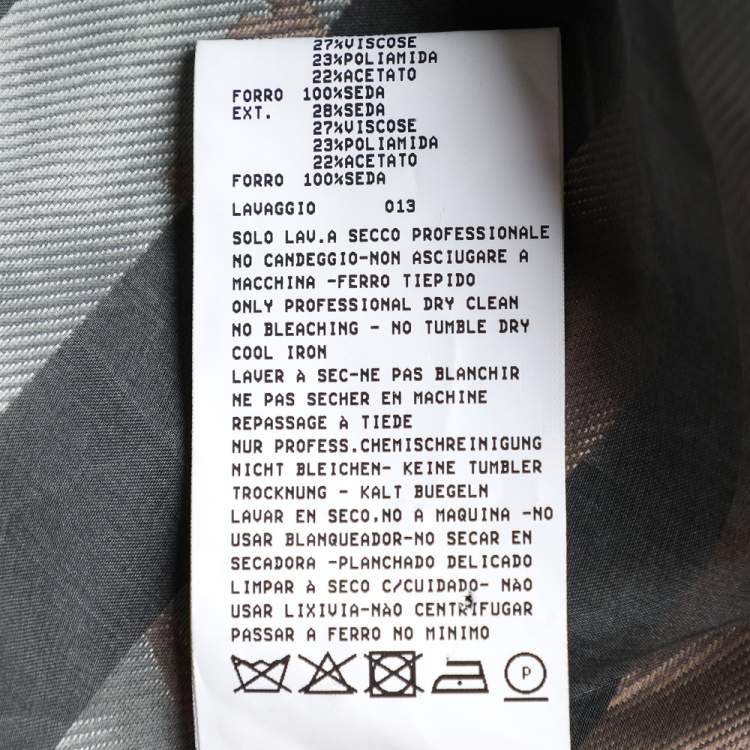 27%VISCOSE
23%POLIAMIDA
22%ACETATO
FORRO 100%SEDA
EXT. 28%SEDA
27%VISCOSE
23%POLIAMIDA
22%ACETATO
FORRO 100%SEDA
LAVAGGIO 013
SOLO LAV.A SECCO PROFESSIONALE
NO CANDEGGIO-NON ASCIUGARE A
MACCHINA -FERRO TIEPIDO
ONLY PROFESSIONAL DRY CLEAN
NO BLEACHING - NO TUMBLE DRY
COOL IRON
LAVER À SEC-NE PAS BLANCHIR
NE PAS SECHER EN MACHINE
REPASSAGE À TIEDE
NUR PROFESS.CHEMISCHREINIGUNG
NICHT BLEICHEN- KEINE TUMBLER
TROCKNUNG - KALT BUEGELN
LAVAR EN SECO.NO A MAQUINA -NO
USAR BLANQUEADOR-NO SECAR EN
SECADORA -PLANCHADO DELICADO
LIMPAR À SECO C/CUIDADO- NÀO
USAR LIXIVIA-NÀO CENTRIFUGAR
PASSAR A FERRO NO MINIMO
P